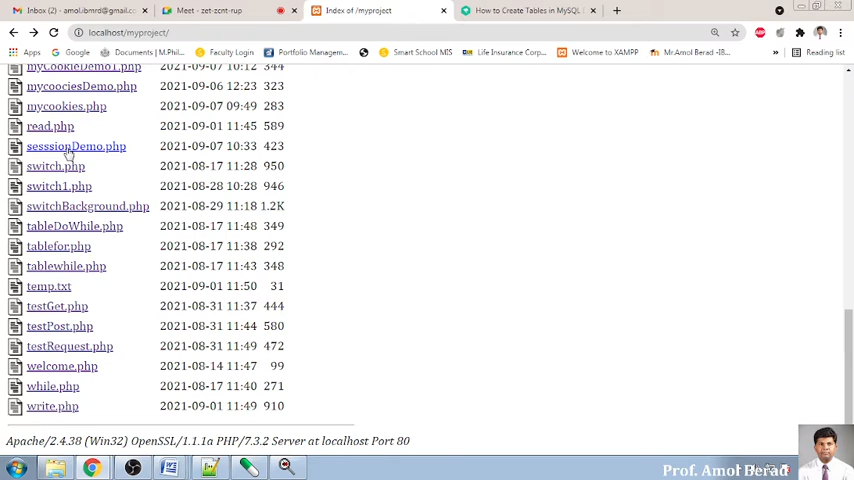 Inbox (2) - amol.ibmrd@gmail.co
Meet - zet-zcnt-rup
Index of /myproject
How to Create Tables in MySQL
localhost/myproject/
Apps
Google
Documents (M.Phil...
Faculty Login
Portfolio Managem...
Smart School MIS
Life Insurance Corp...
Welcome to XAMPP
Mr.Amol Berad -IB...
Reading list
myCookieDemo1.php 2021-09-07 10:12 344
mycoociesDemo.php 2021-09-06 12:23 323
mycookies.php 2021-09-07 09:49 283
read.php 2021-09-01 11:45 589
sesssionDemo.php 2021-09-07 10:33 423
switch.php 2021-08-17 11:28 950
switch1.php 2021-08-28 10:28 946
switchBackground.php 2021-08-29 11:18 1.2K
tableDoWhile.php 2021-08-17 11:48 349
tablefor.php 2021-08-17 11:38 292
tablewhile.php 2021-08-17 11:43 348
temp.txt 2021-09-01 11:50 31
testGet.php 2021-08-31 11:37 444
testPost.php 2021-08-31 11:44 580
testRequest.php 2021-08-31 11:49 472
welcome.php 2021-08-14 11:47 99
while.php 2021-08-17 11:40 271
write.php 2021-09-01 11:49 910
Apache/2.4.38 (Win32) OpenSSL/1.1.1a PHP/7.3.2 Server at localhost Port 80
Prof. Amol Berad